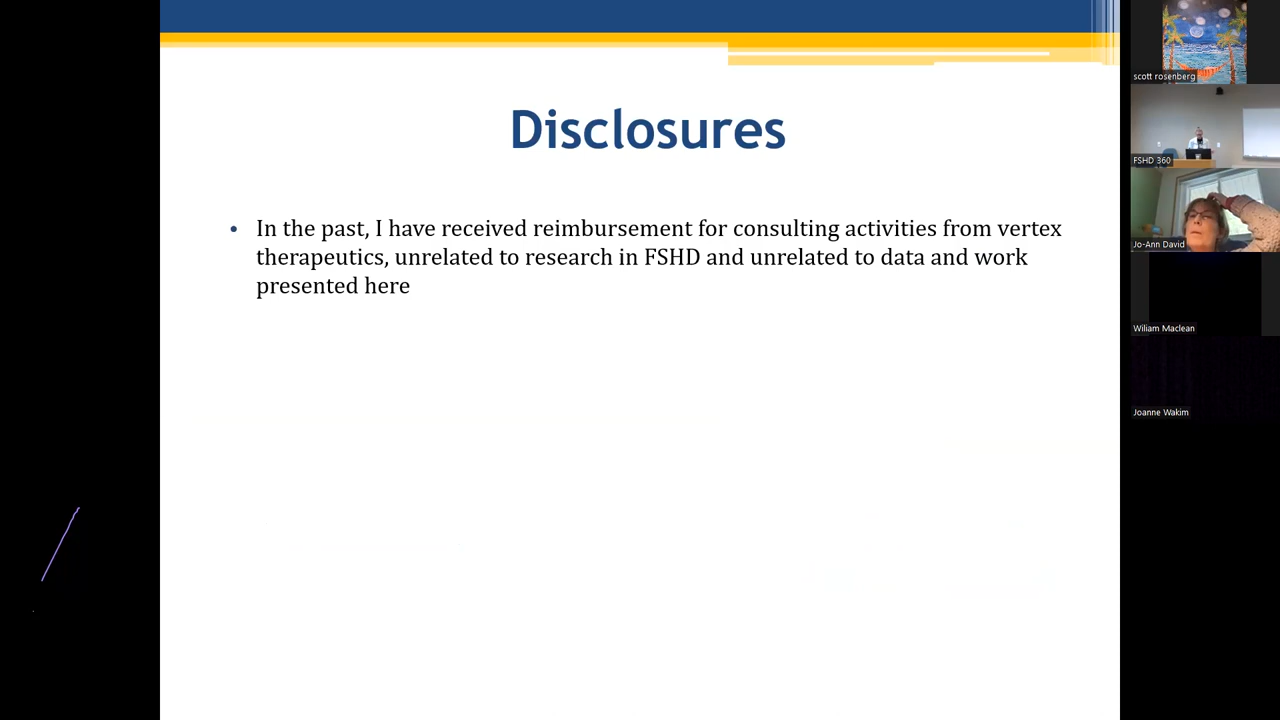 Disclosures
• In the past, I have received reimbursement for consulting activities from vertex
therapeutics, unrelated to research in FSHD and unrelated to data and work
presented here
scott rosenberg
FSHD 360
Jo-Ann David
Wiliam Maclean
Joanne Wakim